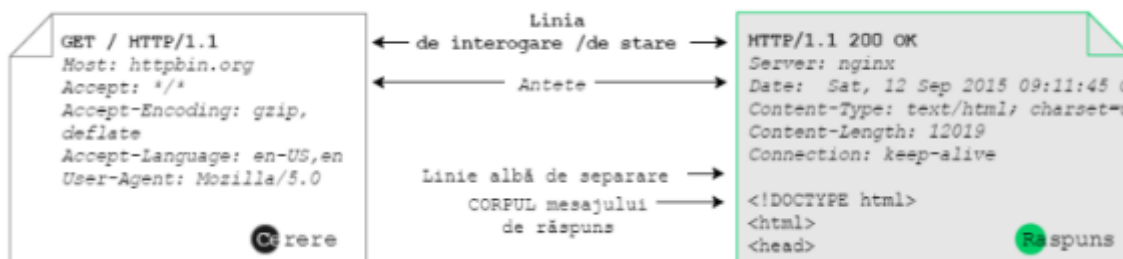 GET / HTTP/1.1
Host: httpbin.org
Accept: */*
Accept-Encoding: gzip,
deflate
Accept-Language: en-US,en
User-Agent: Mozilla/5.0
Cerere
Linia
de interogare /de stare
Antete
Linie albă de separare
CORPUL mesajului
de răspuns
HTTP/1.1 200 OK
Server: nginx
Date: Sat, 12 Sep 2015 09:11:45
Content-Type: text/html; charset=
Content-Length: 12019
Connection: keep-alive
<!DOCTYPE html>
<html>
<head>
Raspuns